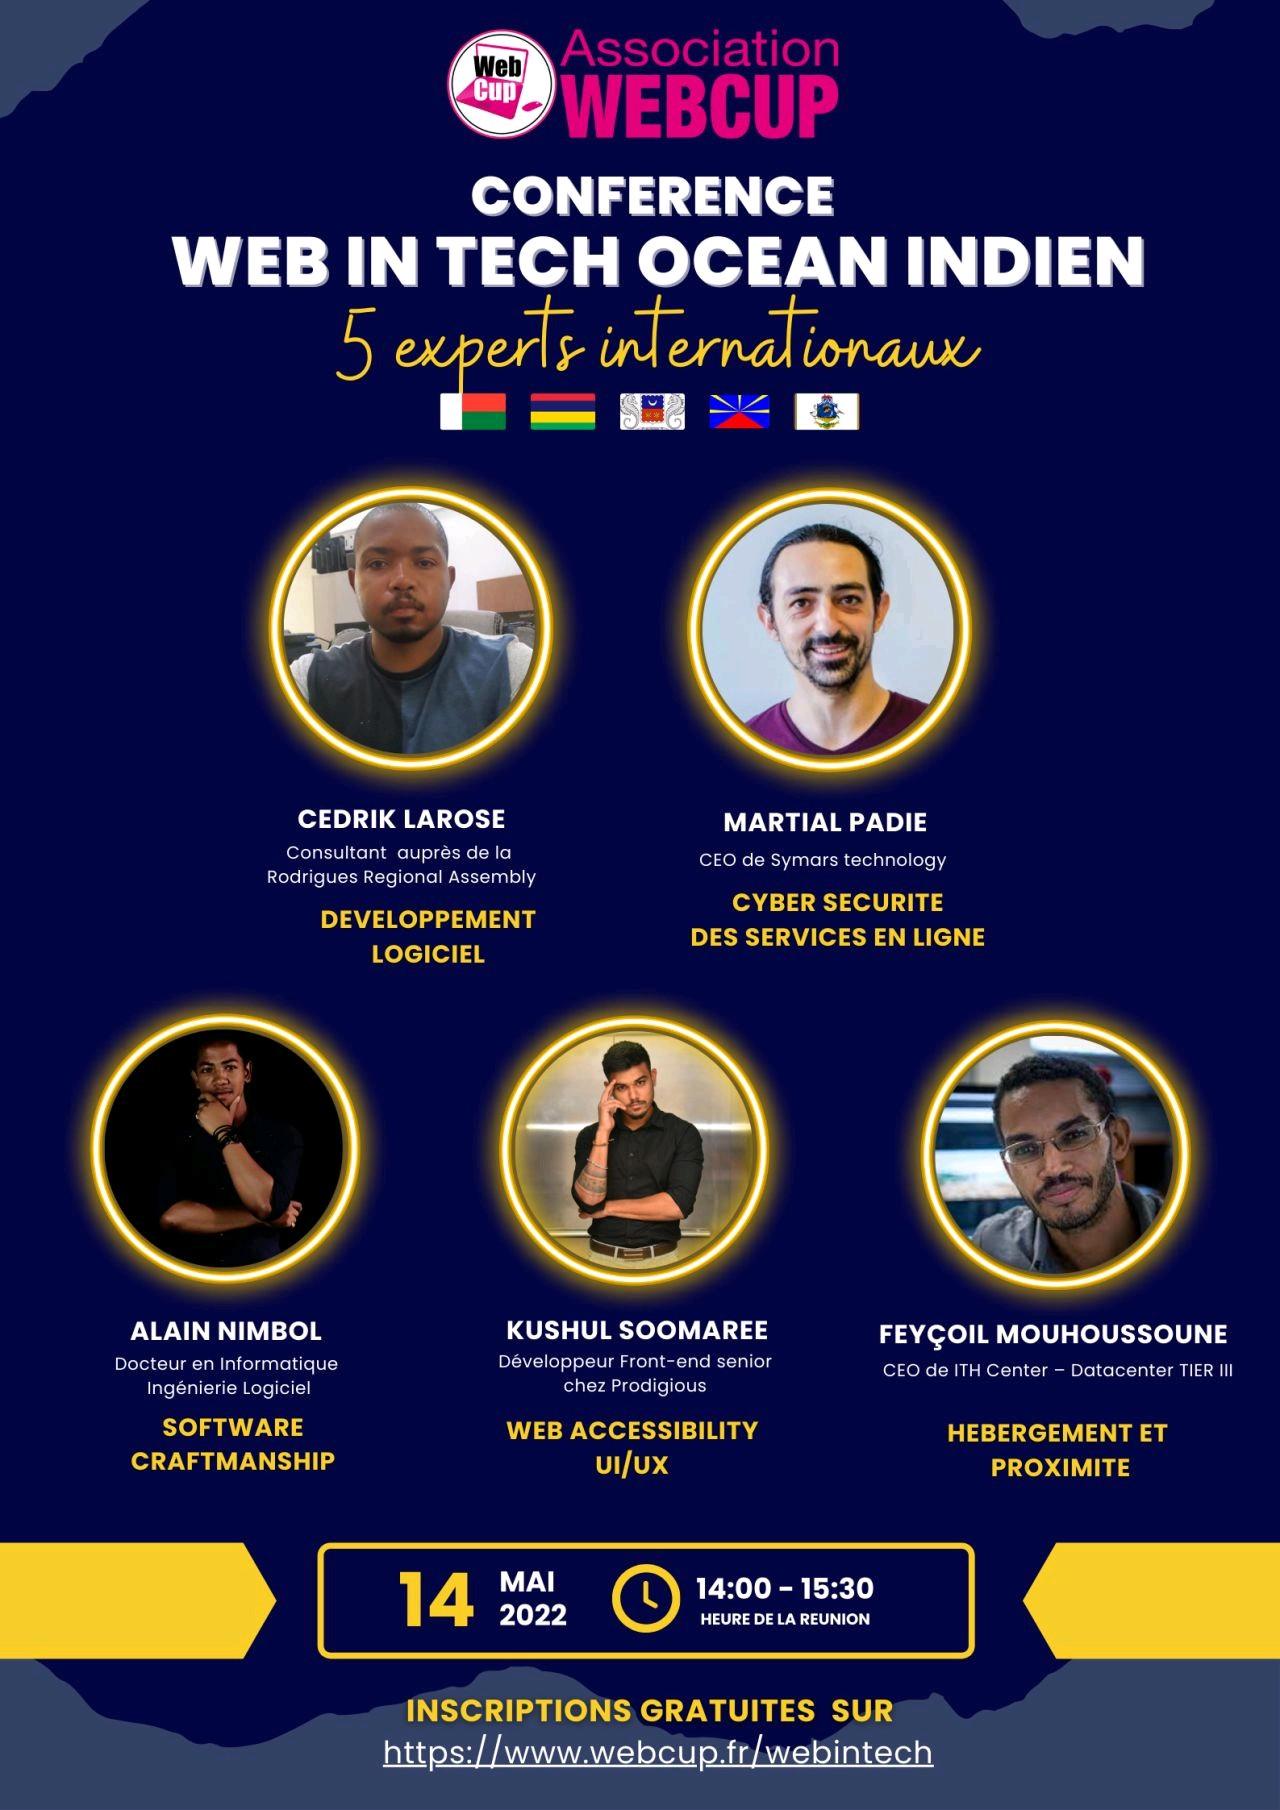 Web
Cup
Association
WEBCUP
CONFERENCE
WEB IN TECH OCEAN INDIEN
5 experts internationaux
CEDRIK LAROSE
Consultant auprès de la
Rodrigues Regional Assembly
DEVELOPPEMENT
LOGICIEL
MARTIAL PADIE
CEO de Symars technology
CYBER SECURITE
DES SERVICES EN LIGNE
ALAIN NIMBOL
Docteur en Informatique
Ingénierie Logiciel
SOFTWARE
CRAFTMANSHIP
KUSHUL SOOMAREE
Développeur Front-end senior
chez Prodigious
WEB ACCESSIBILITY
UI/UX
FEYÇOIL MOUHOUSSOUNE
CEO de ITH Center – Datacenter TIER III
HEBERGEMENT ET
PROXIMITE
14 MAI
2022
14:00 - 15:30
HEURE DE LA REUNION
INSCRIPTIONS GRATUITES SUR
https://www.webcup.fr/webintech